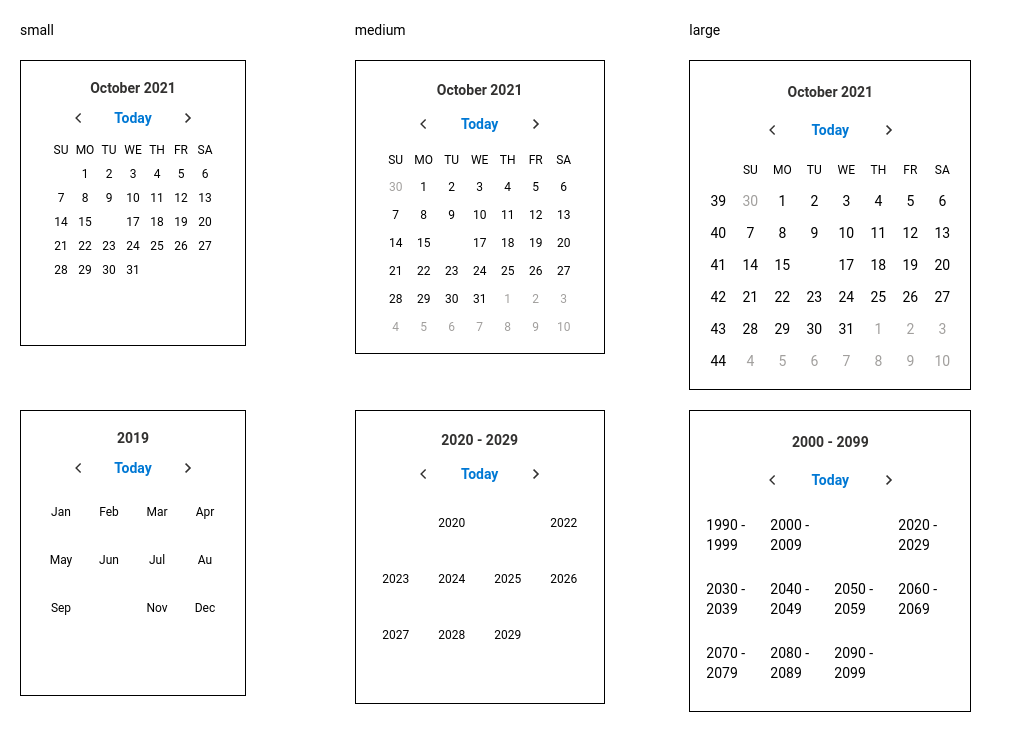 small
medium
large
October 2021
Today
SU MO TU WE TH FR SA
1 2 3 4 5 6
7 8 9 10 11 12 13
14 15 17 18 19 20
21 22 23 24 25 26 27
28 29 30 31
October 2021
Today
SU MO TU WE TH FR SA
30 1 2 3 4 5 6
7 8 9 10 11 12 13
14 15 17 18 19 20
21 22 23 24 25 26 27
28 29 30 31 1 2 3
4 5 6 7 8 9 10
October 2021
Today
SU MO TU WE TH FR SA
39 30 1 2 3 4 5 6
40 7 8 9 10 11 12 13
41 14 15 17 18 19 20
42 21 22 23 24 25 26 27
43 28 29 30 31 1 2 3
44 4 5 6 7 8 9 10
2019
Today
Jan Feb Mar Apr
May Jun Jul Au
Sep Nov Dec
2020 - 2029
Today
2020 2022
2023 2024 2025 2026
2027 2028 2029
2000 - 2099
Today
1990 - 2000 - 2020 -
1999 2009 2029
2030 - 2040 - 2050 - 2060 -
2039 2049 2059 2069
2070 - 2080 - 2090 -
2079 2089 2099